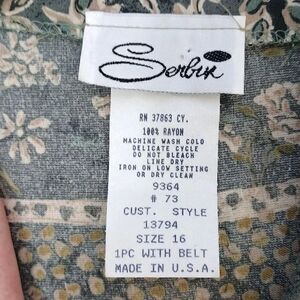 Serbin
RN 37863 CY.
100% RAYON
MACHINE WASH COLD
DELICATE CYCLE
DO NOT BLEACH
LINE DRY
IRON ON LOW SETTING
OR DRY CLEAN
9364
# 73
CUST. STYLE
13794
SIZE 16
1PC WITH BELT
MADE IN U.S.A.